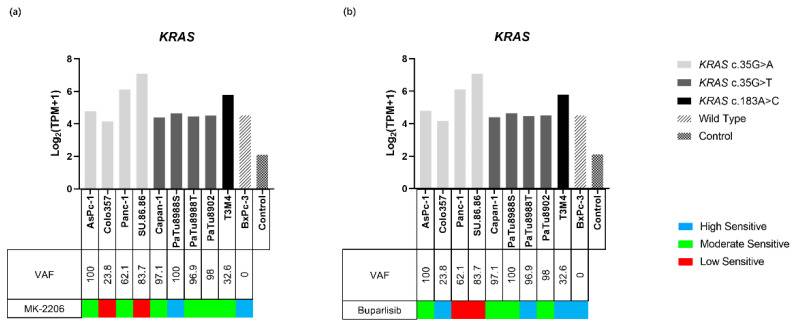 (a)
KRAS
Log2(TPM+1)
8
6
4
2
0
AsPc-1
Colo357
Panc-1
SU.86.86
Capan-1
PaTu8988S
PaTu8988T
PaTu8902
T3M4
BxPc-3
Control
VAF
100
23.8
62.1
83.7
97.1
100
96.9
98
32.6
0
MK-2206
(b)
KRAS
Log2(TPM+1)
8
6
4
2
0
AsPc-1
Colo357
Panc-1
SU.86.86
Capan-1
PaTu8988S
PaTu8988T
PaTu8902
T3M4
BxPc-3
Control
VAF
100
23.8
62.1
83.7
97.1
100
96.9
98
32.6
0
Buparlisib
KRAS c.35G>A
KRAS c.35G>T
KRAS c.183A>C
Wild Type
Control
High Sensitive
Moderate Sensitive
Low Sensitive